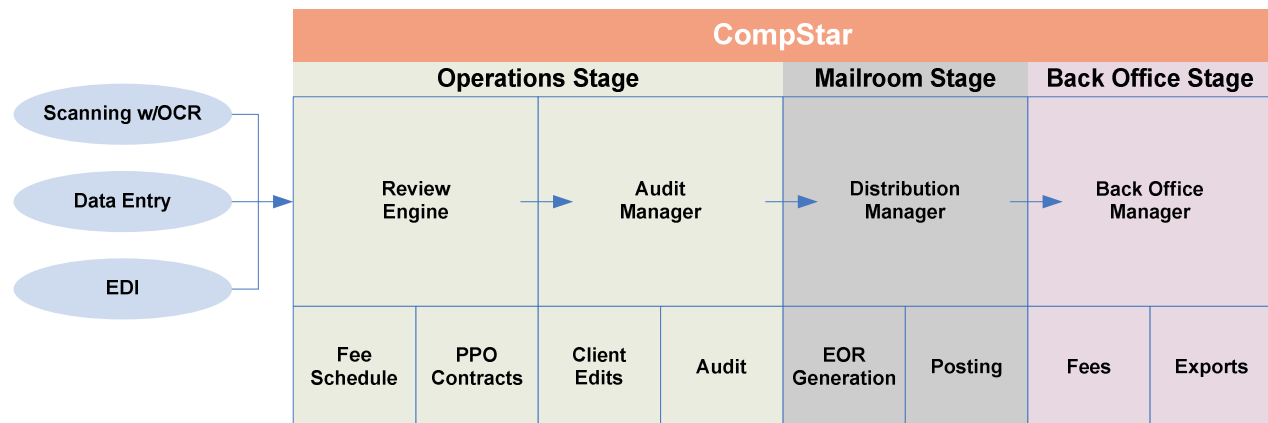 CompStar
Operations Stage
Mailroom Stage
Back Office Stage
Scanning w/OCR
Data Entry
EDI
Review
Engine
Audit
Manager
Distribution
Manager
Back Office
Manager
Fee
Schedule
PPO
Contracts
Client
Edits
Audit
EOR
Generation
Posting
Fees
Exports